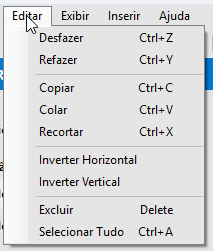 Editar Exibir Inserir Ajuda
Desfazer Ctrl+Z
Refazer Ctrl+Y
Copiar Ctrl+C
Colar Ctrl+V
Recortar Ctrl+X
Inverter Horizontal
Inverter Vertical
Excluir Delete
Selecionar Tudo Ctrl+A